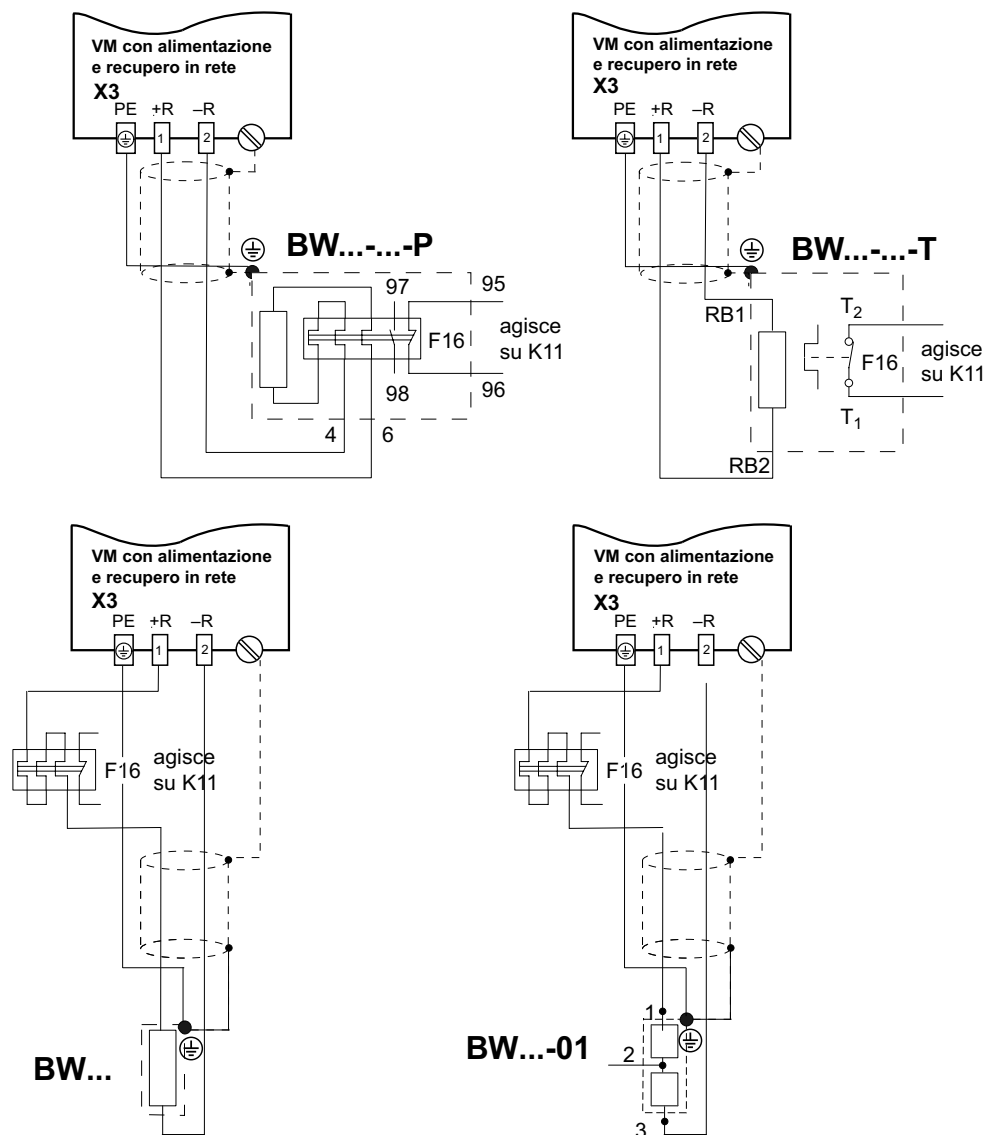 VM con alimentazione
e recupero in rete
X3
PE +R –R
1 2
BW...-...-P
97 95
F16
agisce
su K11
98 96
4 6
VM con alimentazione
e recupero in rete
X3
PE +R –R
1 2
BW...-...-T
RB1
T2
F16
agisce
su K11
T1
RB2
VM con alimentazione
e recupero in rete
X3
PE +R –R
1 2
F16
agisce
su K11
BW...
VM con alimentazione
e recupero in rete
X3
PE +R –R
1 2
F16
agisce
su K11
1
BW...-01
2
3